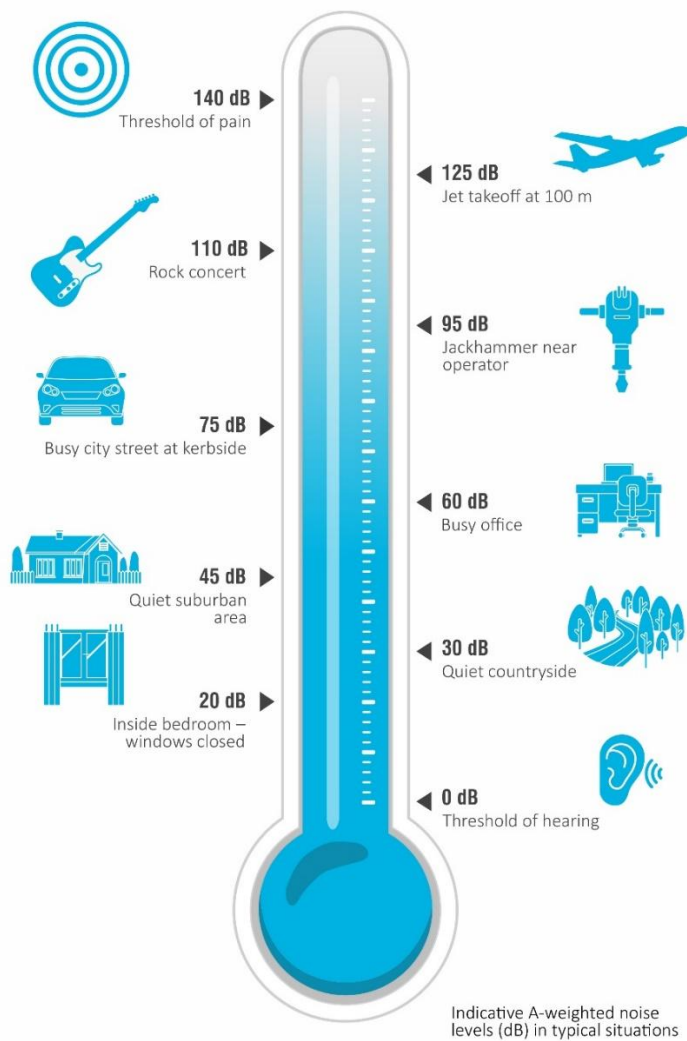 140 dB
Threshold of pain
125 dB
Jet takeoff at 100 m
110 dB
Rock concert
95 dB
Jackhammer near
operator
75 dB
Busy city street at kerbside
60 dB
Busy office
45 dB
Quiet suburban
area
30 dB
Quiet countryside
20 dB
Inside bedroom –
windows closed
0 dB
Threshold of hearing
Indicative A-weighted noise
levels (dB) in typical situations